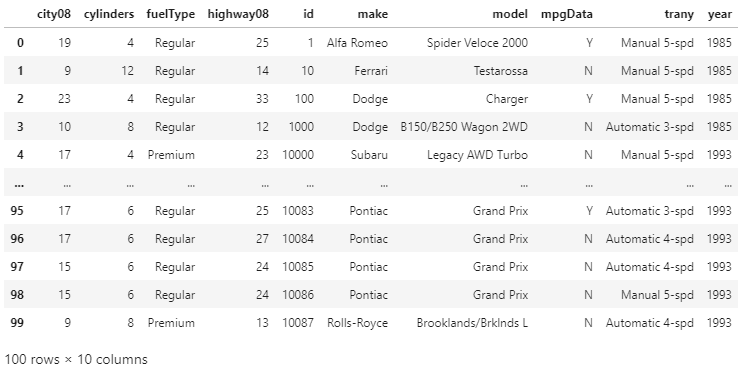 city08 cylinders fuelType highway08 id make model mpgData trany year
0 19 4 Regular 25 1 Alfa Romeo Spider Veloce 2000 Y Manual 5-spd 1985
1 9 12 Regular 14 10 Ferrari Testarossa N Manual 5-spd 1985
2 23 4 Regular 33 100 Dodge Charger Y Manual 5-spd 1985
3 10 8 Regular 12 1000 Dodge B150/B250 Wagon 2WD N Automatic 3-spd 1985
4 17 4 Premium 23 10000 Subaru Legacy AWD Turbo N Manual 5-spd 1993
... ... ... ... ... ... ... ... ... ... ...
95 17 6 Regular 25 10083 Pontiac Grand Prix Y Automatic 3-spd 1993
96 17 6 Regular 27 10084 Pontiac Grand Prix N Automatic 4-spd 1993
97 15 6 Regular 24 10085 Pontiac Grand Prix N Automatic 4-spd 1993
98 15 6 Regular 24 10086 Pontiac Grand Prix N Manual 5-spd 1993
99 9 8 Premium 13 10087 Rolls-Royce Brooklands/Brklnds L N Automatic 4-spd 1993
100 rows × 10 columns